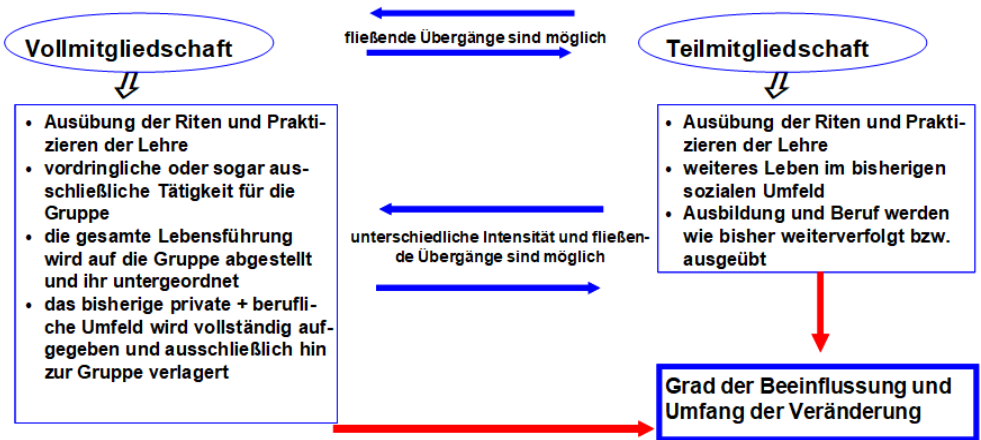 Vollmitgliedschaft
fließende Übergänge sind möglich
Teilmitgliedschaft
• Ausübung der Riten und Prakti-
zieren der Lehre
• vordringliche oder sogar aus-
schließliche Tätigkeit für die
Gruppe
• die gesamte Lebensführung
wird auf die Gruppe abgestellt
und ihr untergeordnet
• das bisherige private + berufli-
che Umfeld wird vollständig auf-
gegeben und ausschließlich hin
zur Gruppe verlagert
unterschiedliche Intensität und fließen-
de Übergänge sind möglich
• Ausübung der Riten und Prakti-
zieren der Lehre
• weiteres Leben im bisherigen
sozialen Umfeld
• Ausbildung und Beruf werden
wie bisher weiterverfolgt bzw.
ausgeübt
Grad der Beeinflussung und
Umfang der Veränderung